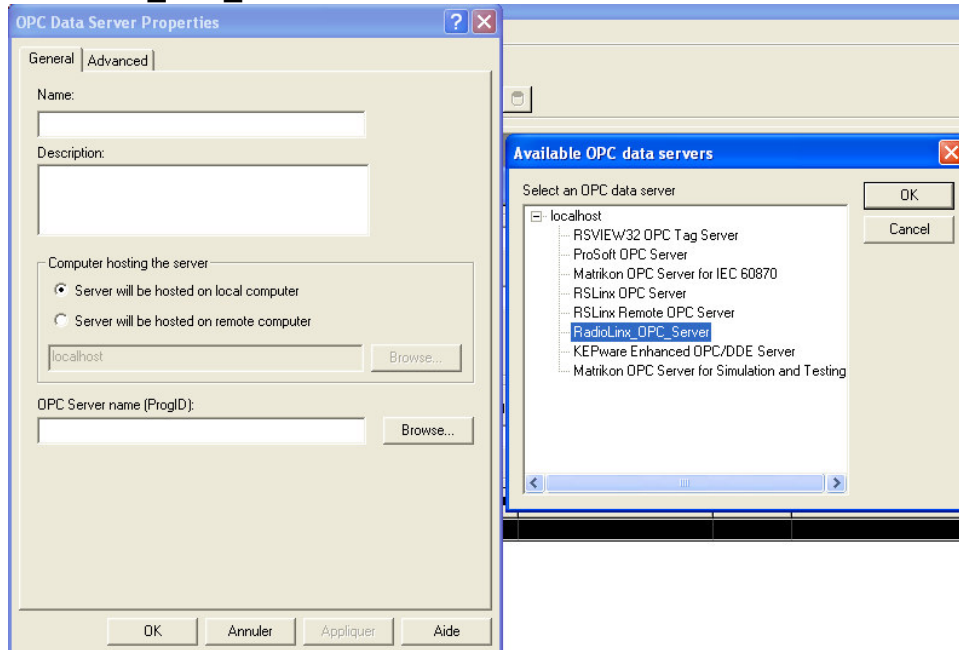 OPC Data Server Properties
General Advanced
Name:
Description:
Computer hosting the server
Server will be hosted on local computer
Server will be hosted on remote computer
localhost Browse...
OPC Server name (ProgID):
Browse...
OK Annuler Appliquer Aide
Available OPC data servers
Select an OPC data server
OK
Cancel
localhost
RSVIEW32 OPC Tag Server
ProSoft OPC Server
Matrikon OPC Server for IEC 60870
RSLinx OPC Server
RSLinx Remote OPC Server
RadioLinx_OPC_Server
KEPware Enhanced OPC/DDE Server
Matrikon OPC Server for Simulation and Testing